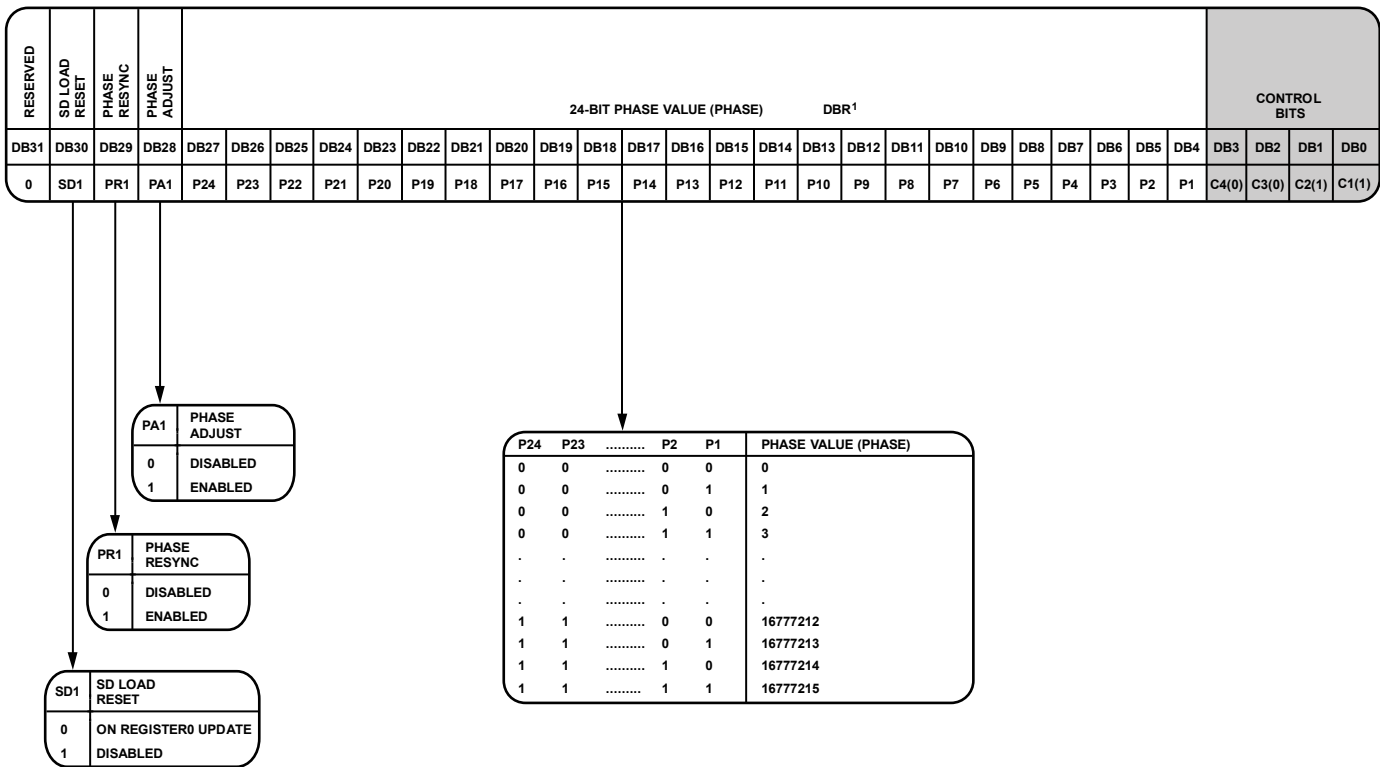 RESERVED
SD LOAD
RESET
PHASE
RESYNC
PHASE
ADJUST
24-BIT PHASE VALUE (PHASE) DBR1
CONTROL
BITS
DB31 DB30 DB29 DB28 DB27 DB26 DB25 DB24 DB23 DB22 DB21 DB20 DB19 DB18 DB17 DB16 DB15 DB14 DB13 DB12 DB11 DB10 DB9 DB8 DB7 DB6 DB5 DB4 DB3 DB2 DB1 DB0
0 SD1 PR1 PA1 P24 P23 P22 P21 P20 P19 P18 P17 P16 P15 P14 P13 P12 P11 P10 P9 P8 P7 P6 P5 P4 P3 P2 P1 C4(0) C3(0) C2(1) C1(1)
PA1 PHASE
ADJUST
0 DISABLED
1 ENABLED
PR1 PHASE
RESYNC
0 DISABLED
1 ENABLED
SD1 SD LOAD
RESET
0 ON REGISTER0 UPDATE
1 DISABLED
P24 P23 .......... P2 P1 PHASE VALUE (PHASE)
0 0 .......... 0 0 0
0 0 .......... 0 1 1
0 0 .......... 1 0 2
0 0 .......... 1 1 3
. . .......... . . .
. . .......... . . .
. . .......... . . .
1 1 .......... 0 0 16777212
1 1 .......... 0 1 16777213
1 1 .......... 1 0 16777214
1 1 ......... 1 1 16777215